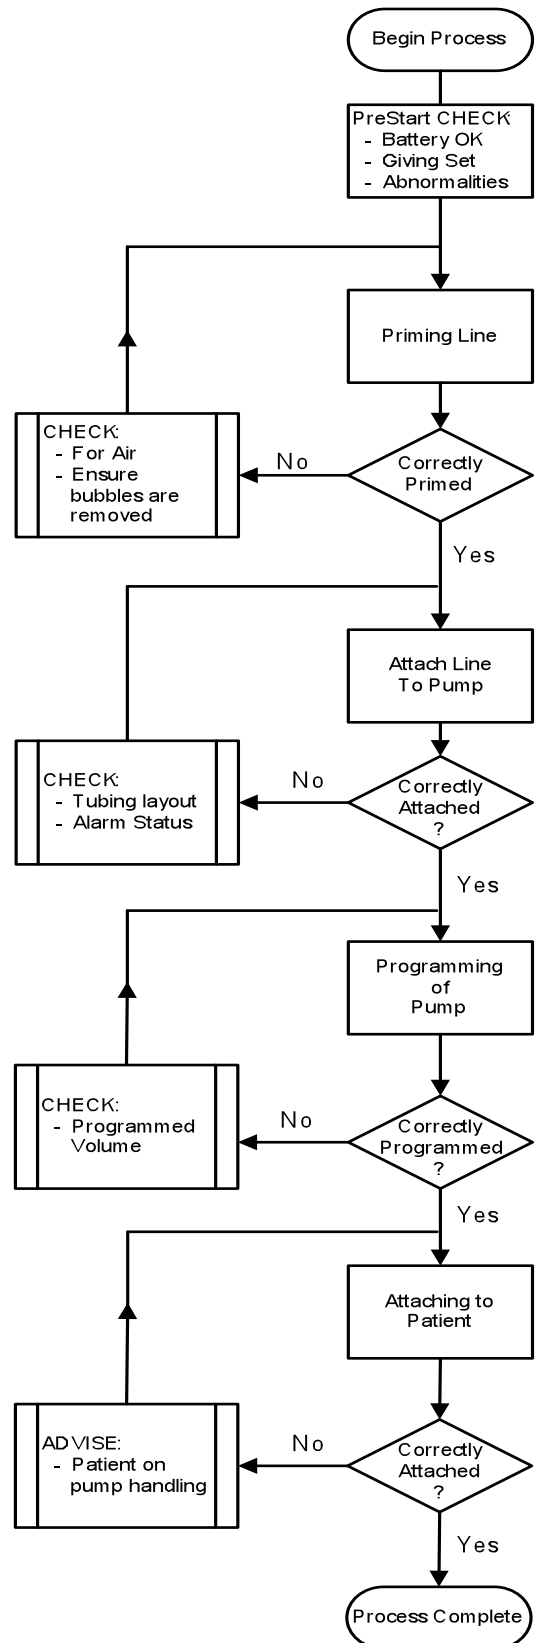 Begin Process
PreStart CHECK:
- Battery OK
- Giving Set
- Abnormalities
Priming Line
Correctly
Primed
No
CHECK:
- For Air
- Ensure
bubbles are
removed
Yes
Attach Line
To Pump
Correctly
Attached
?
No
CHECK:
- Tubing layout
- Alarm Status
Yes
Programming
of
Pump
Correctly
Programmed
?
No
CHECK:
- Programmed
Volume
Yes
Attaching to
Patient
Correctly
Attached
?
No
ADVISE:
- Patient on
pump handling
Yes
Process Complete